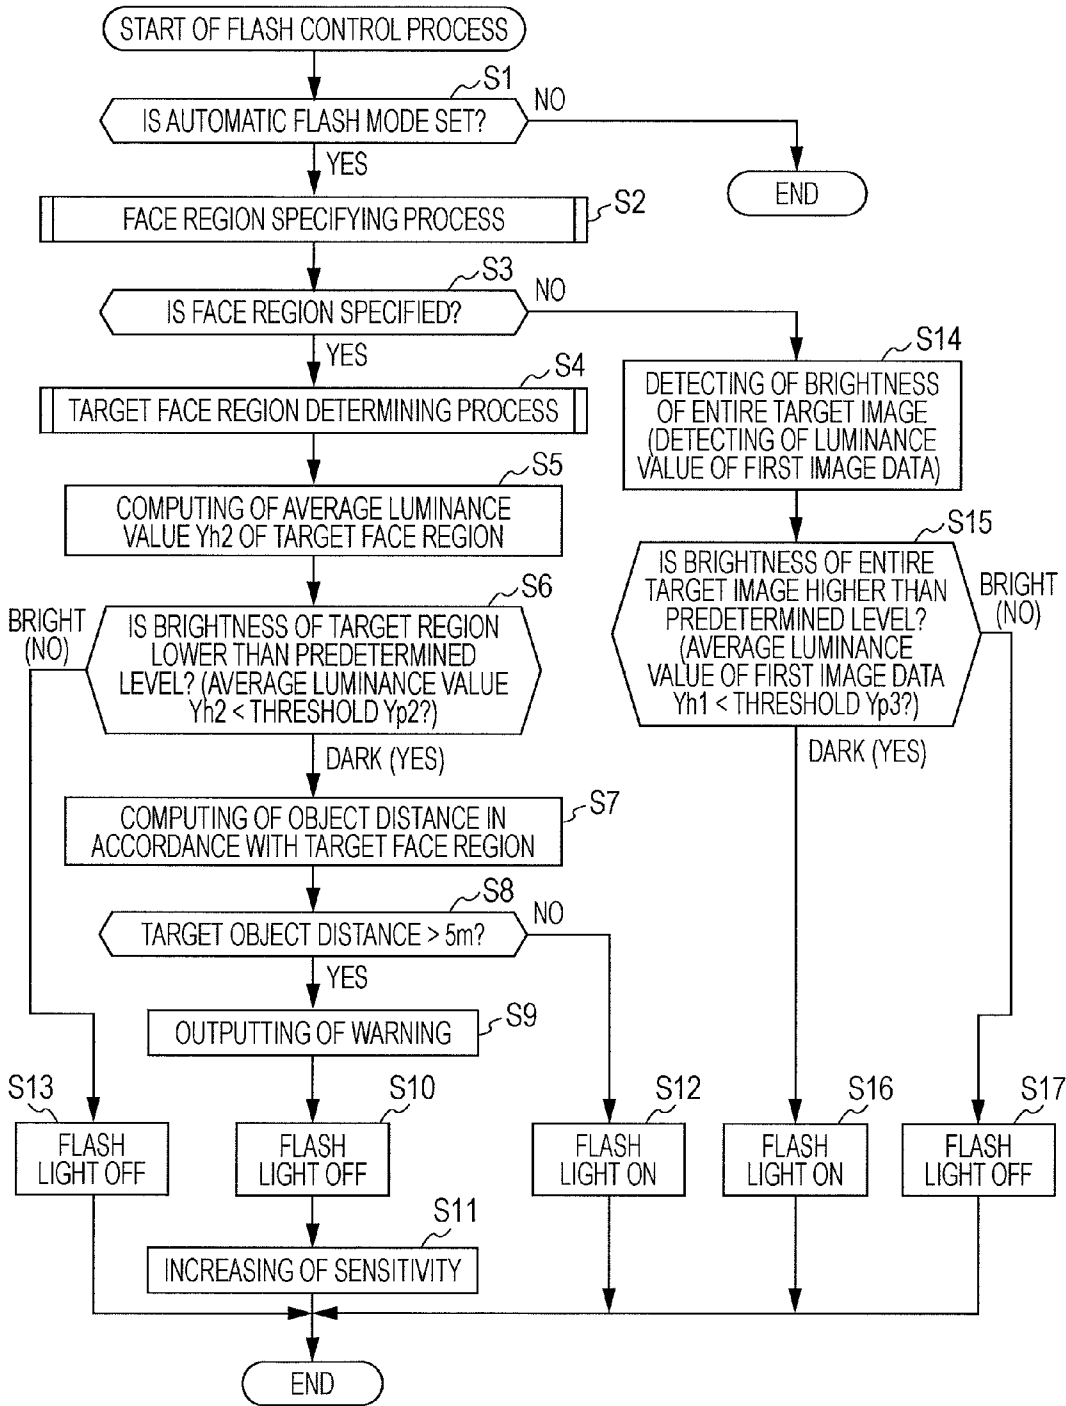 START OF FLASH CONTROL PROCESS
S1
IS AUTOMATIC FLASH MODE SET?
NO
YES
END
FACE REGION SPECIFYING PROCESS
S2
S3
IS FACE REGION SPECIFIED?
NO
YES
S4
TARGET FACE REGION DETERMINING PROCESS
S14
DETECTING OF BRIGHTNESS
OF ENTIRE TARGET IMAGE
(DETECTING OF LUMINANCE
VALUE OF FIRST IMAGE DATA)
S5
COMPUTING OF AVERAGE LUMINANCE
VALUE Yh2 OF TARGET FACE REGION
S15
IS BRIGHTNESS OF ENTIRE
TARGET IMAGE HIGHER THAN
PREDETERMINED LEVEL?
(AVERAGE LUMINANCE
VALUE OF FIRST IMAGE DATA
Yh1 < THRESHOLD Yp3?)
BRIGHT
(NO)
DARK (YES)
S6
BRIGHT
(NO)
IS BRIGHTNESS OF TARGET REGION
LOWER THAN PREDETERMINED
LEVEL? (AVERAGE LUMINANCE VALUE
Yh2 < THRESHOLD Yp2?)
DARK (YES)
S7
COMPUTING OF OBJECT DISTANCE IN
ACCORDANCE WITH TARGET FACE REGION
S8
TARGET OBJECT DISTANCE > 5m?
NO
YES
S9
OUTPUTTING OF WARNING
S13
FLASH
LIGHT OFF
S10
FLASH
LIGHT OFF
S12
FLASH
LIGHT ON
S16
FLASH
LIGHT ON
S17
FLASH
LIGHT OFF
S11
INCREASING OF SENSITIVITY
END